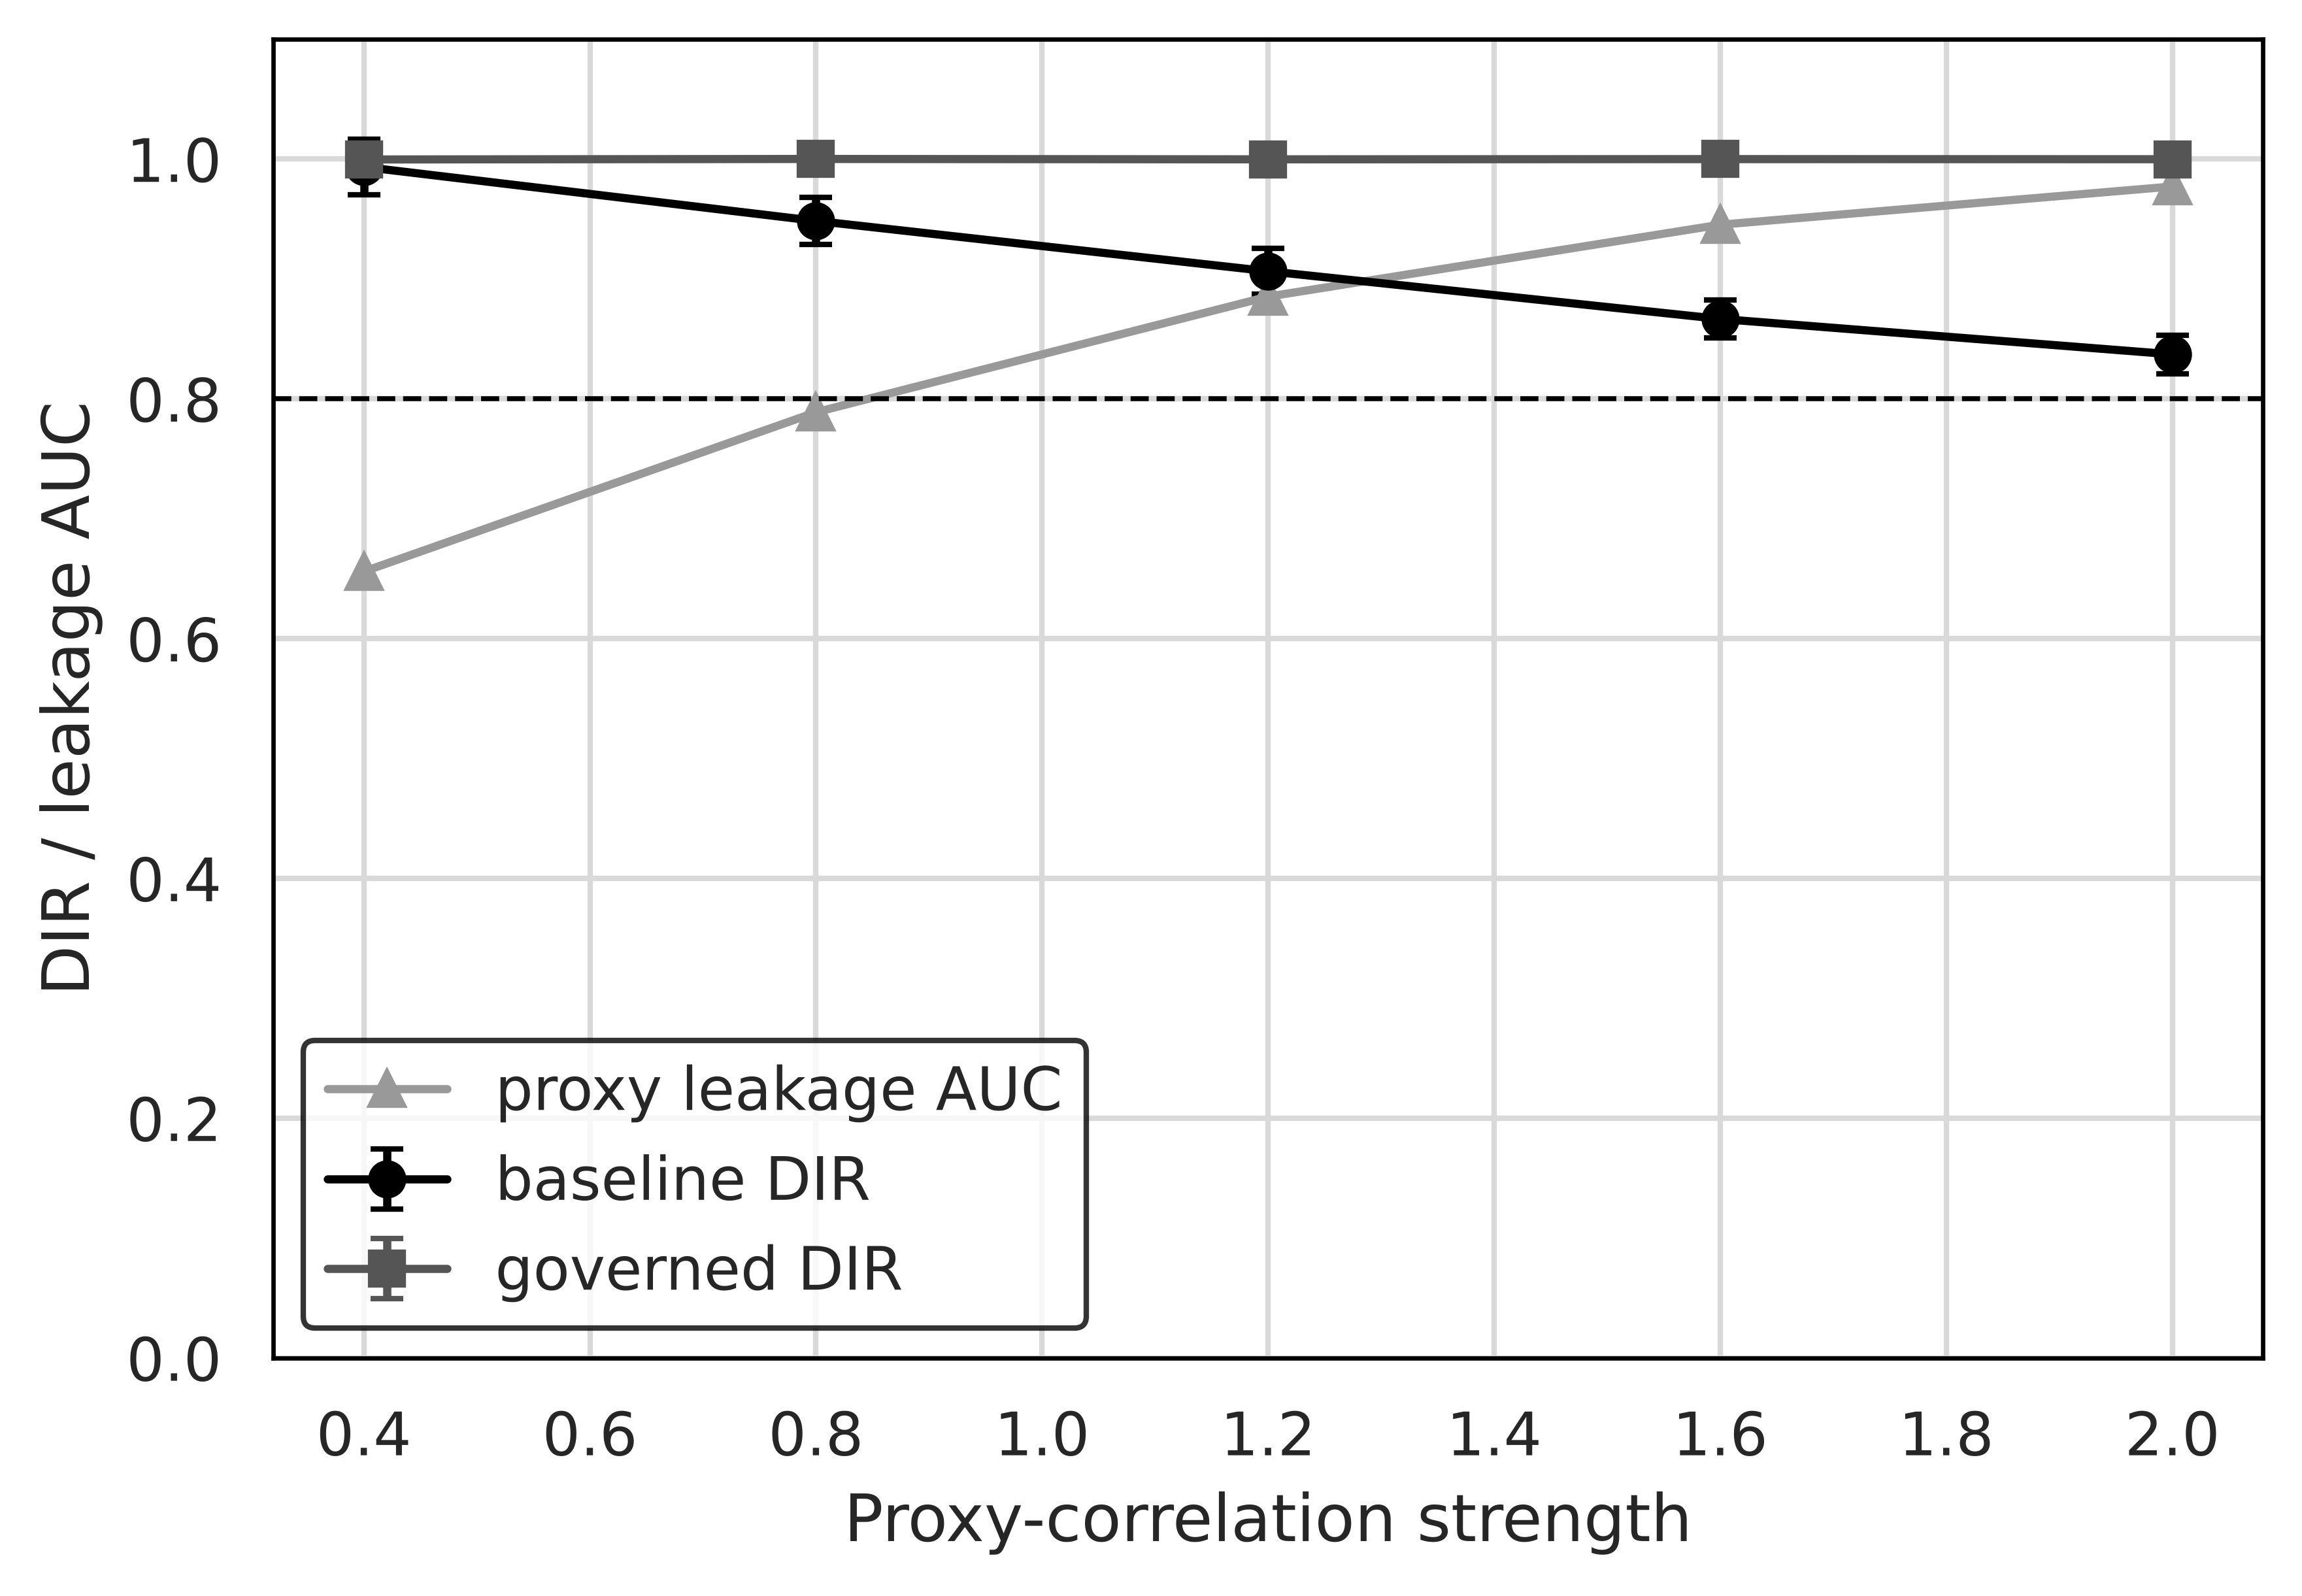 DIR / leakage AUC
1.0
0.8
0.6
0.4
0.2
0.0
proxy leakage AUC
baseline DIR
governed DIR
0.4 0.6 0.8 1.0 1.2 1.4 1.6 1.8 2.0
Proxy-correlation strength